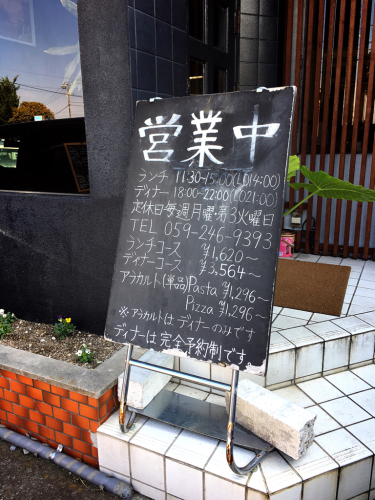 営業中
ランチ 11:30-15:00(LO14:00)
ディナー 18:00-22:00(LO21:00)
定休日毎週月曜、第3火曜日
TEL 059-246-9393
ランチコース ¥1,620~
ディナーコース ¥3,564~
アラカルト(単品)Pasta ¥1,296~
Pizza ¥1,296~
※アラカルトはディナーのみです
ディナーは完全予約制です